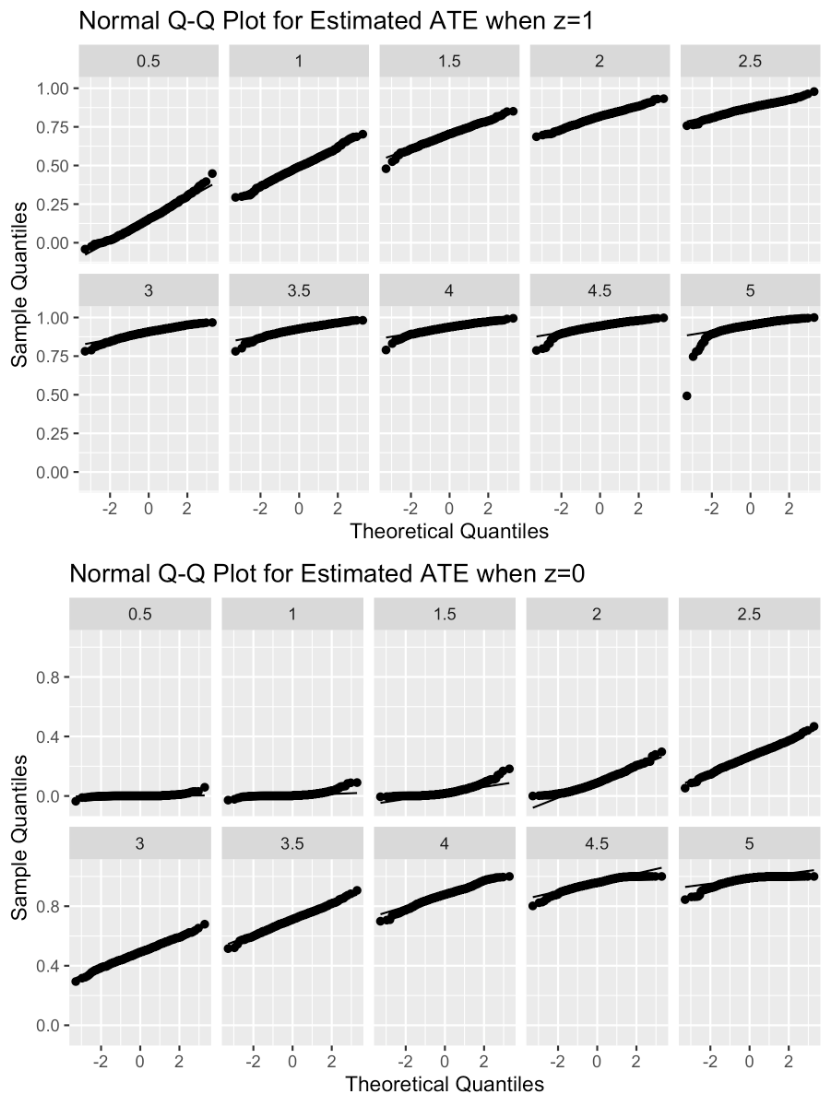 Normal Q-Q Plot for Estimated ATE when z=1
0.5 1 1.5 2 2.5
1.00
0.75
0.50
0.25
0.00
3 3.5 4 4.5 5
1.00
0.75
0.50
0.25
0.00
Sample Quantiles
-2 0 2 -2 0 2 -2 0 2 -2 0 2 -2 0 2
Theoretical Quantiles
Normal Q-Q Plot for Estimated ATE when z=0
0.5 1 1.5 2 2.5
0.8
0.4
0.0
3 3.5 4 4.5 5
0.8
0.4
0.0
Sample Quantiles
-2 0 2 -2 0 2 -2 0 2 -2 0 2 -2 0 2
Theoretical Quantiles